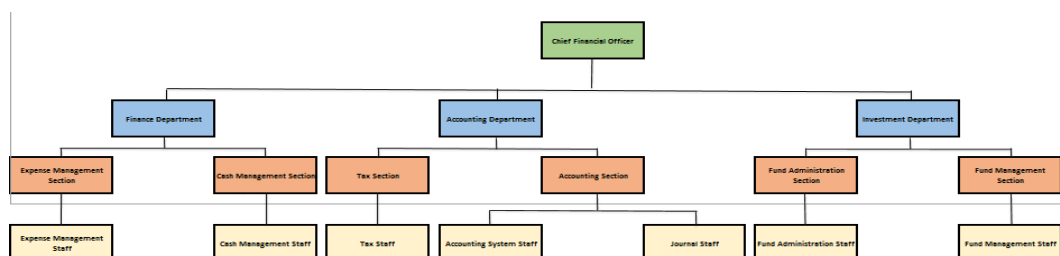 Chief Financial Officer
Finance Department
Accounting Department
Investment Department
Expense Management
Section
Cash Management Section
Tax Section
Accounting Section
Fund Administration
Section
Fund Management
Section
Expense Management
Staff
Cash Management Staff
Tax Staff
Accounting System Staff
Journal Staff
Fund Administration Staff
Fund Management Staff